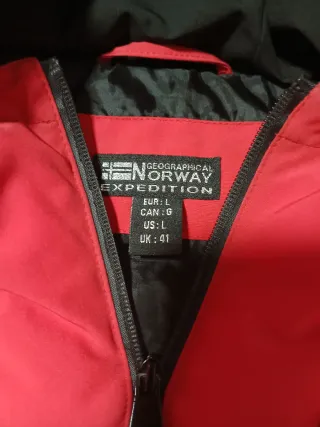 GEOGRAPHICAL
NORWAY
EXPEDITION
EUR: L
CAN: G
US: L
UK: 41